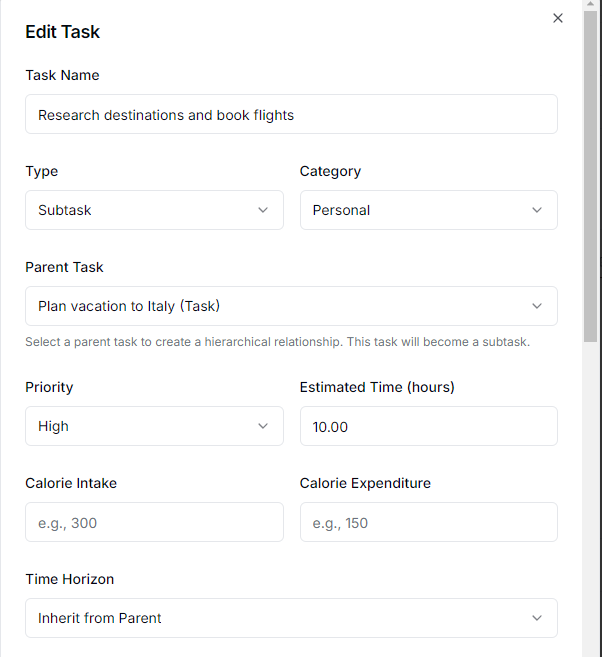 Edit Task
Task Name
Research destinations and book flights
Type
Category
Subtask
Personal
Parent Task
Plan vacation to Italy (Task)
Select a parent task to create a hierarchical relationship. This task will become a subtask.
Priority
Estimated Time (hours)
High
10.00
Calorie Intake
Calorie Expenditure
e.g., 300
e.g., 150
Time Horizon
Inherit from Parent